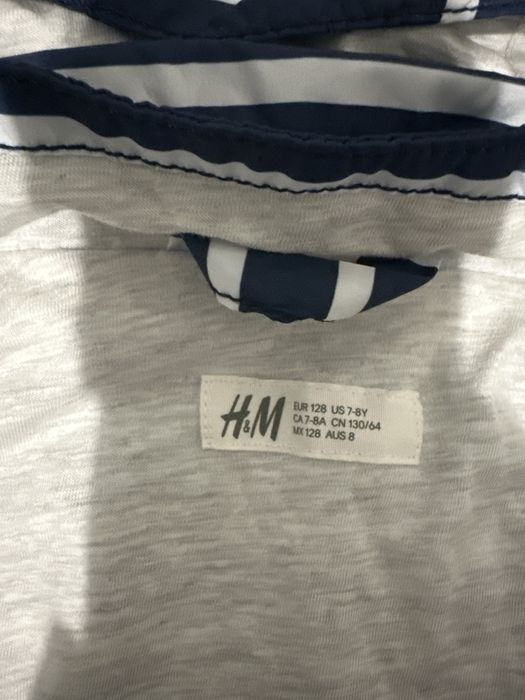 H&M
EUR 128 US 7-8Y
CA 7-8A CN 130/64
MX 128 AUS 8